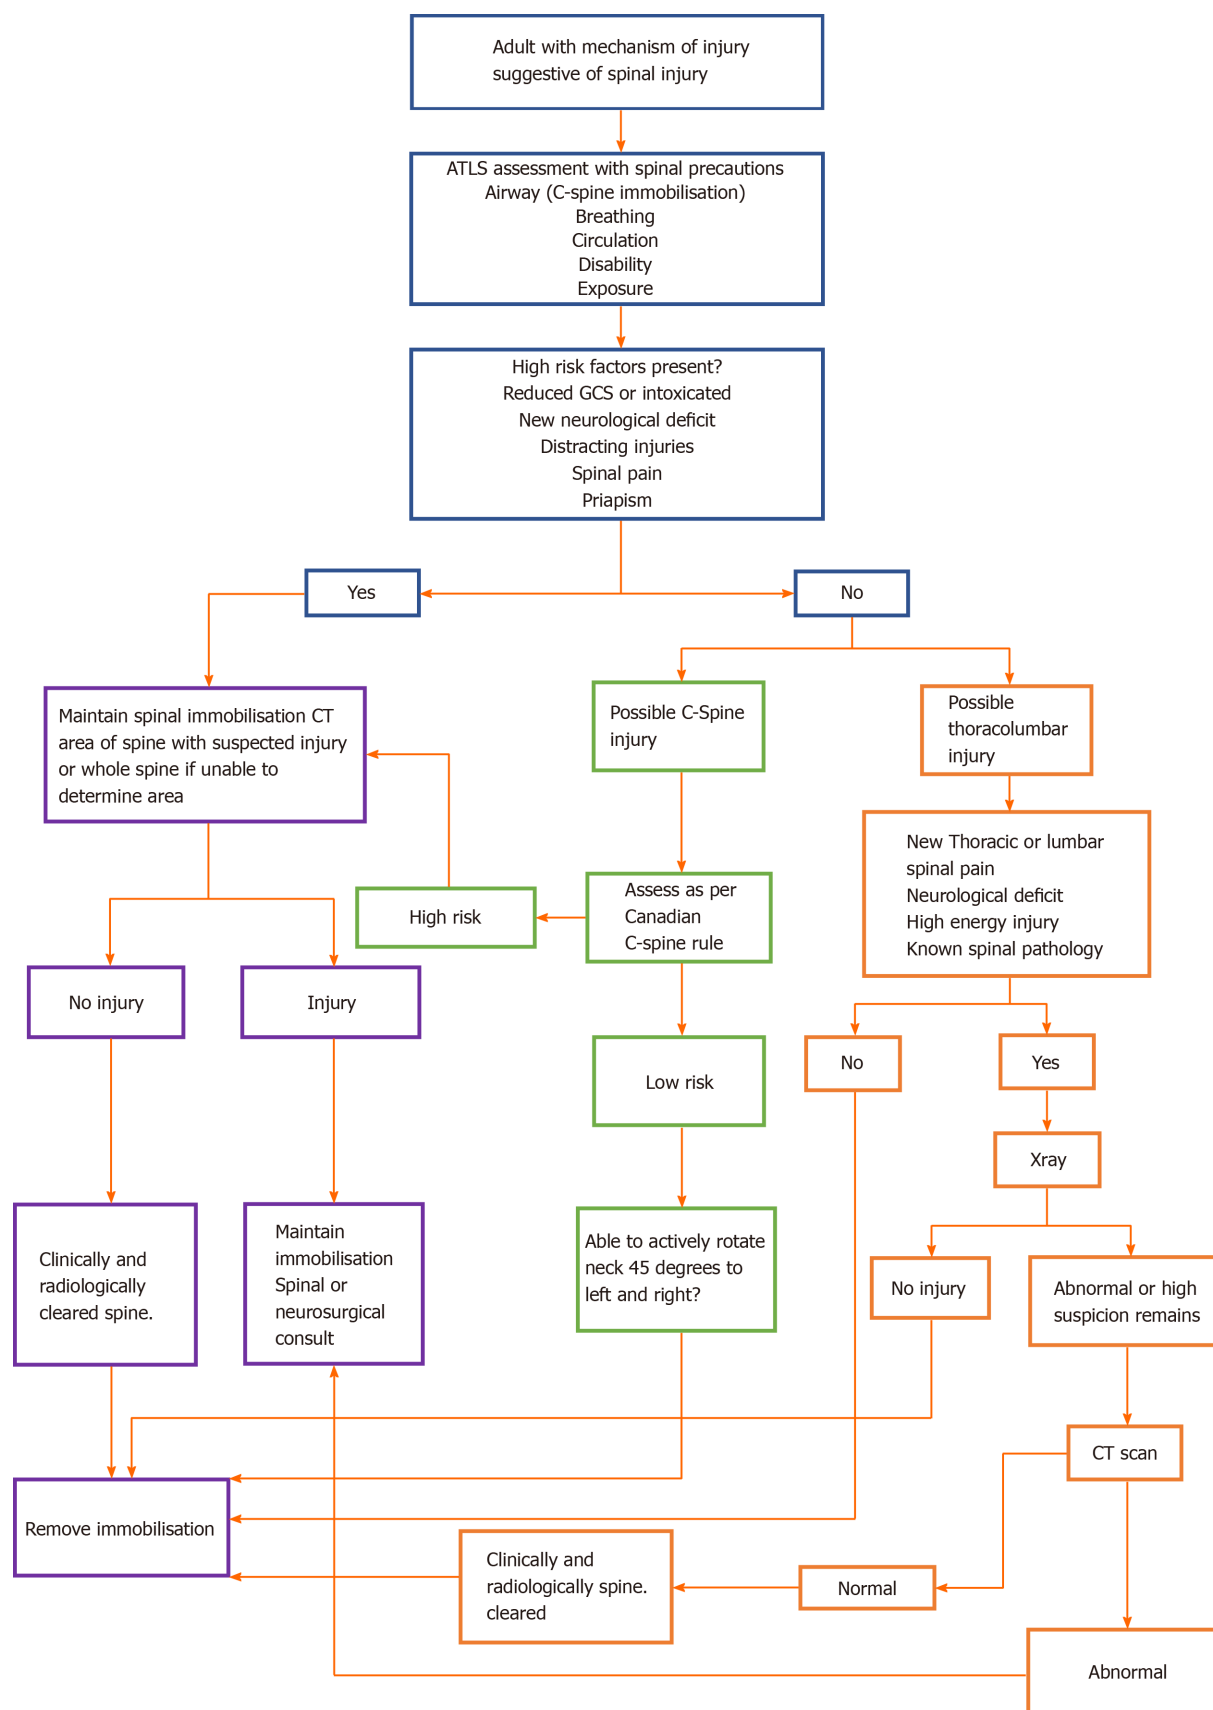 Adult with mechanism of injury
suggestive of spinal injury
ATLS assessment with spinal precautions
Airway (C-spine immobilisation)
Breathing
Circulation
Disability
Exposure
High risk factors present?
Reduced GCS or intoxicated
New neurological deficit
Distracting injuries
Spinal pain
Priapism
Yes
No
Maintain spinal immobilisation CT
area of spine with suspected injury
or whole spine if unable to
determine area
Possible C-Spine
injury
Possible
thoracolumbar
injury
New Thoracic or lumbar
spinal pain
Neurological deficit
High energy injury
Known spinal pathology
High risk
Assess as per
Canadian
C-spine rule
No injury
Injury
Low risk
No
Yes
Xray
Clinically and
radiologically
cleared spine.
Maintain
immobilisation
Spinal or
neurosurgical
consult
Able to actively rotate
neck 45 degrees to
left and right?
No injury
Abnormal or high
suspicion remains
CT scan
Remove immobilisation
Clinically and
radiologically spine.
cleared
Normal
Abnormal